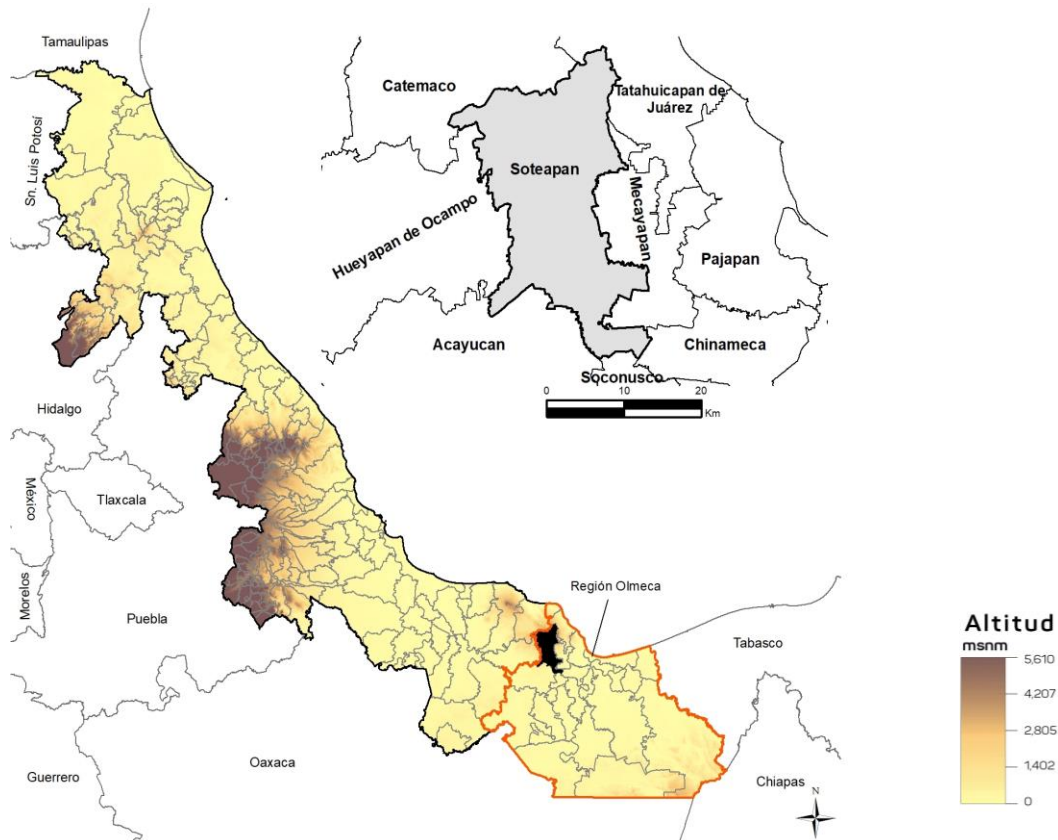 Tamaulipas
Sn. Luis Potosí
Hidalgo
México
Tlaxcala
Morelos
Puebla
Guerrero
Oaxaca
Catemaco
Tatahuicapan de
Juárez
Soteapan
Mecayapan
Hueyapan de Ocampo
Pajapan
Acayucan
Chinameca
Soconusco
0 10 20
Km
Región Olmeca
Tabasco
Chiapas
N
Altitud
msnm
5,610
4,207
2,805
1402
0